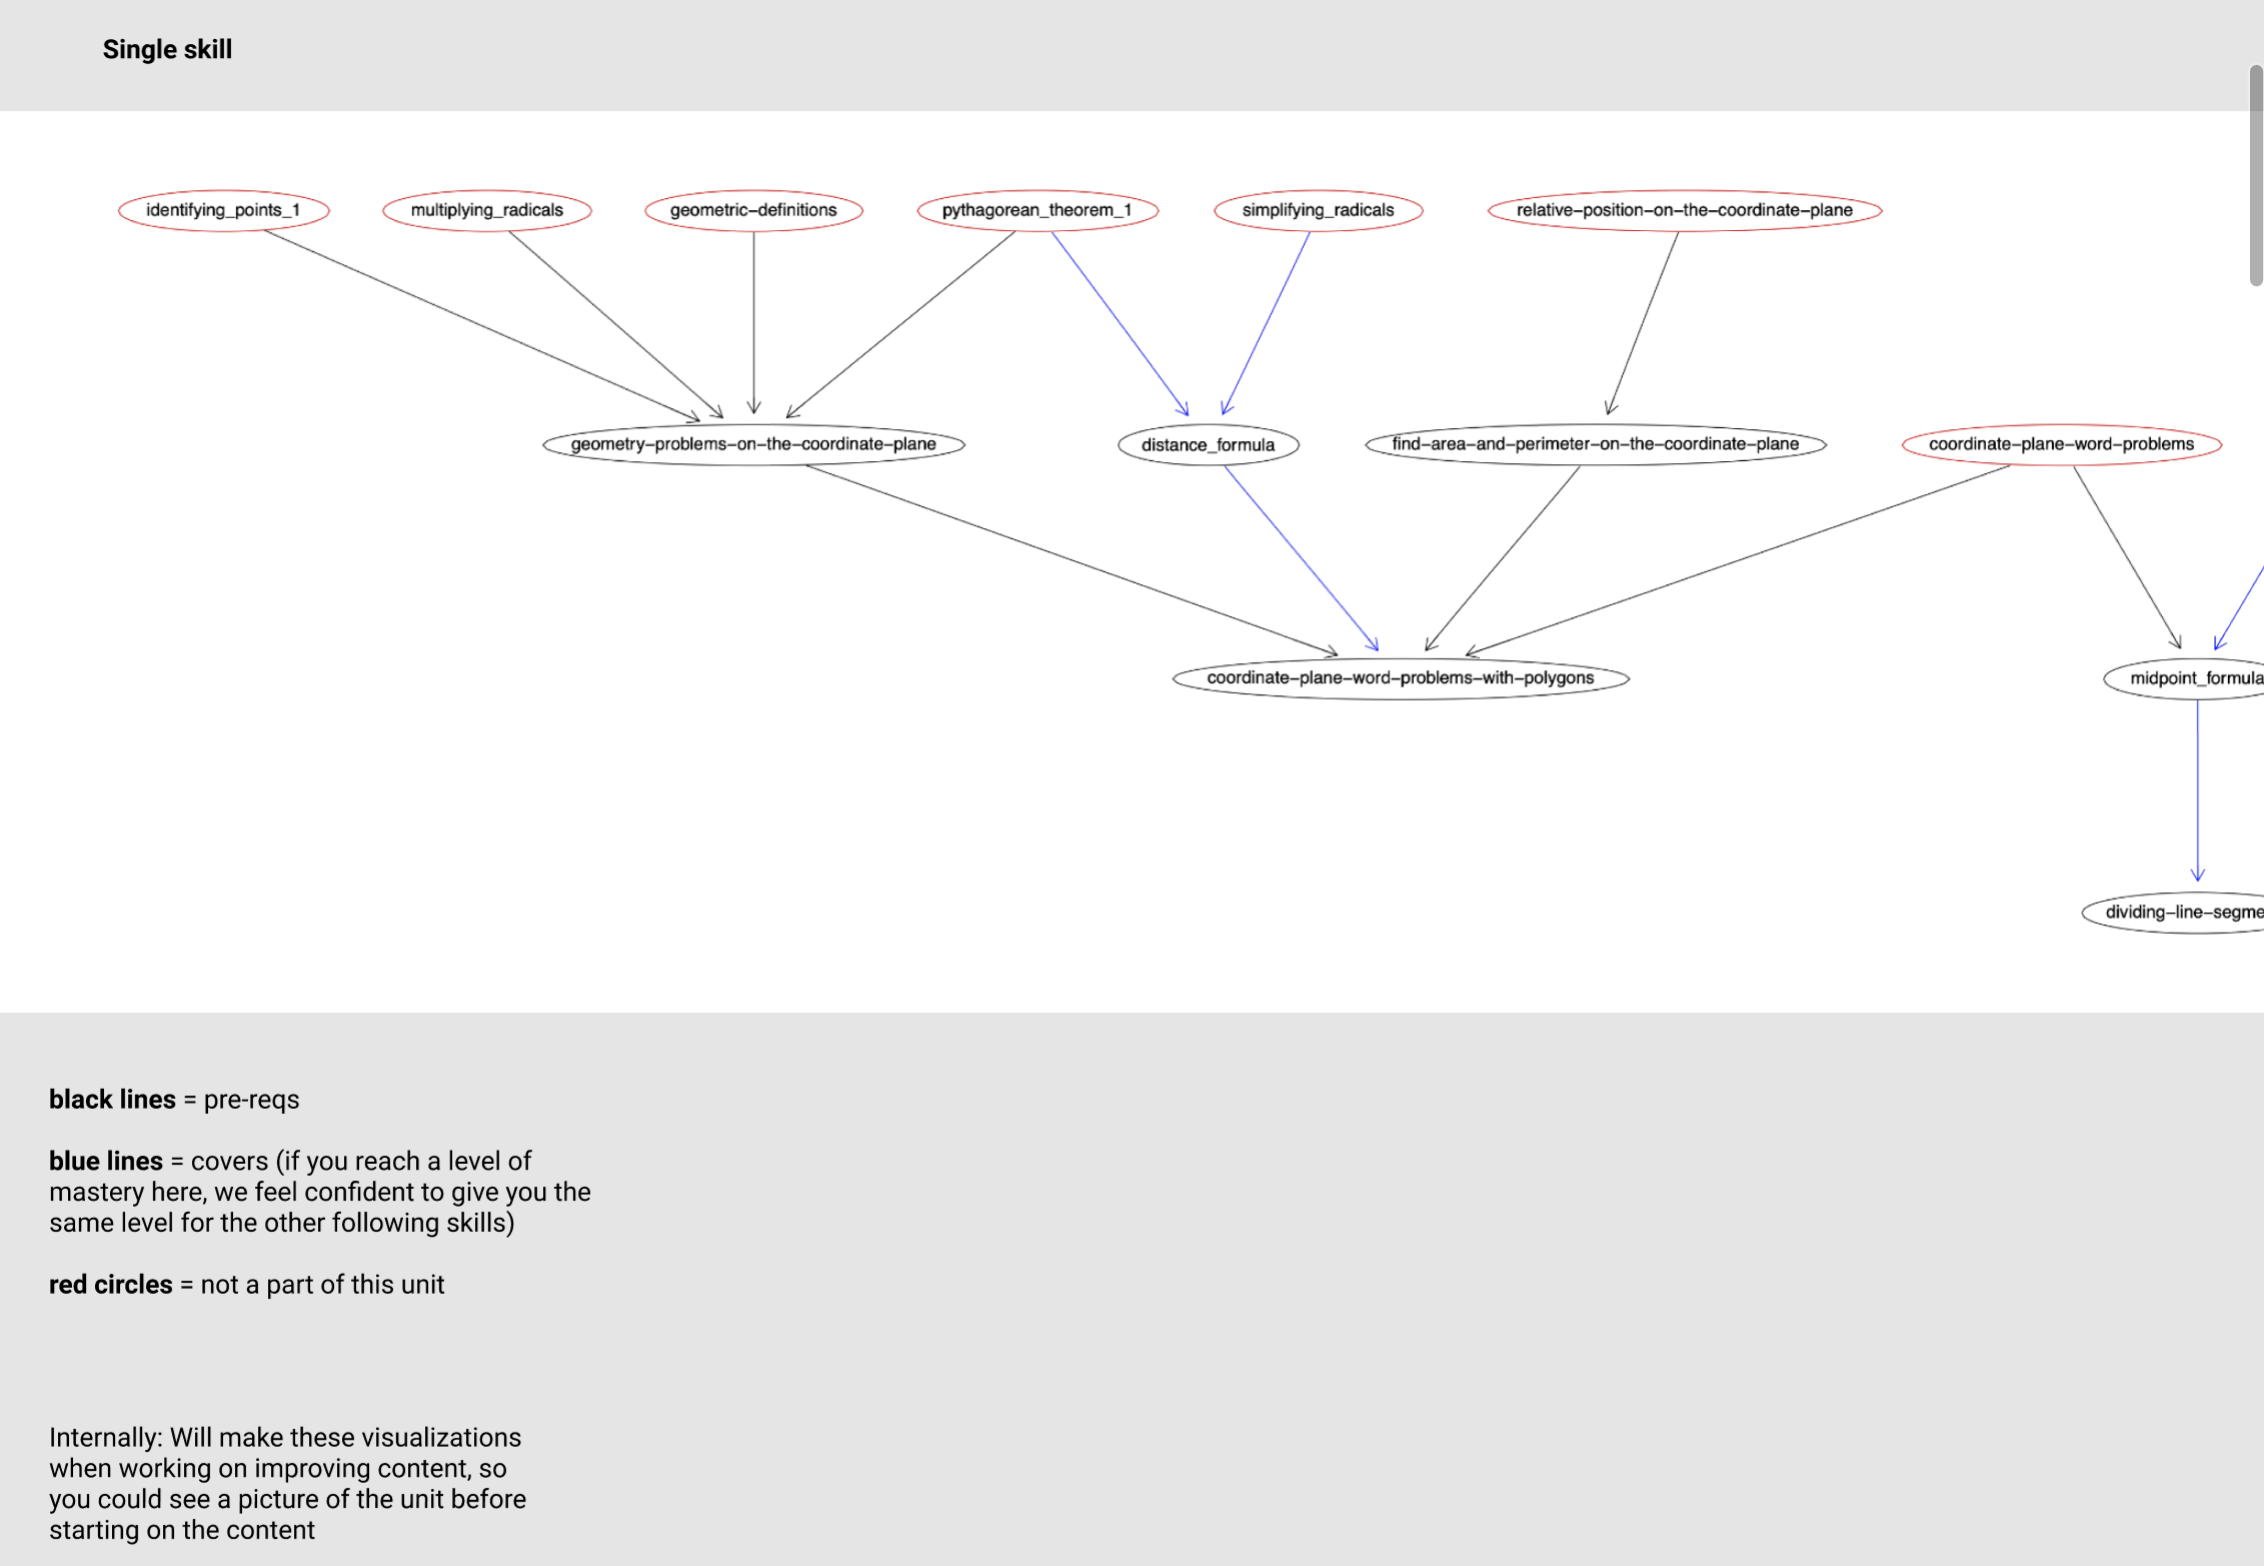 Single skill
identifying_points_1
multiplying_radicals
geometric-definitions
pythagorean_theorem_1
simplifying_radicals
relative-position-on-the-coordinate-plane
geometry-problems-on-the-coordinate-plane
distance_formula
find-area-and-perimeter-on-the-coordinate-plane
coordinate-plane-word-problems
coordinate-plane-word-problems-with-polygons
midpoint_formula
dividing-line-segme
black lines = pre-reqs
blue lines = covers (if you reach a level of
mastery here, we feel confident to give you the
same level for the other following skills)
red circles = not a part of this unit
Internally: Will make these visualizations
when working on improving content, so
you could see a picture of the unit before
starting on the content